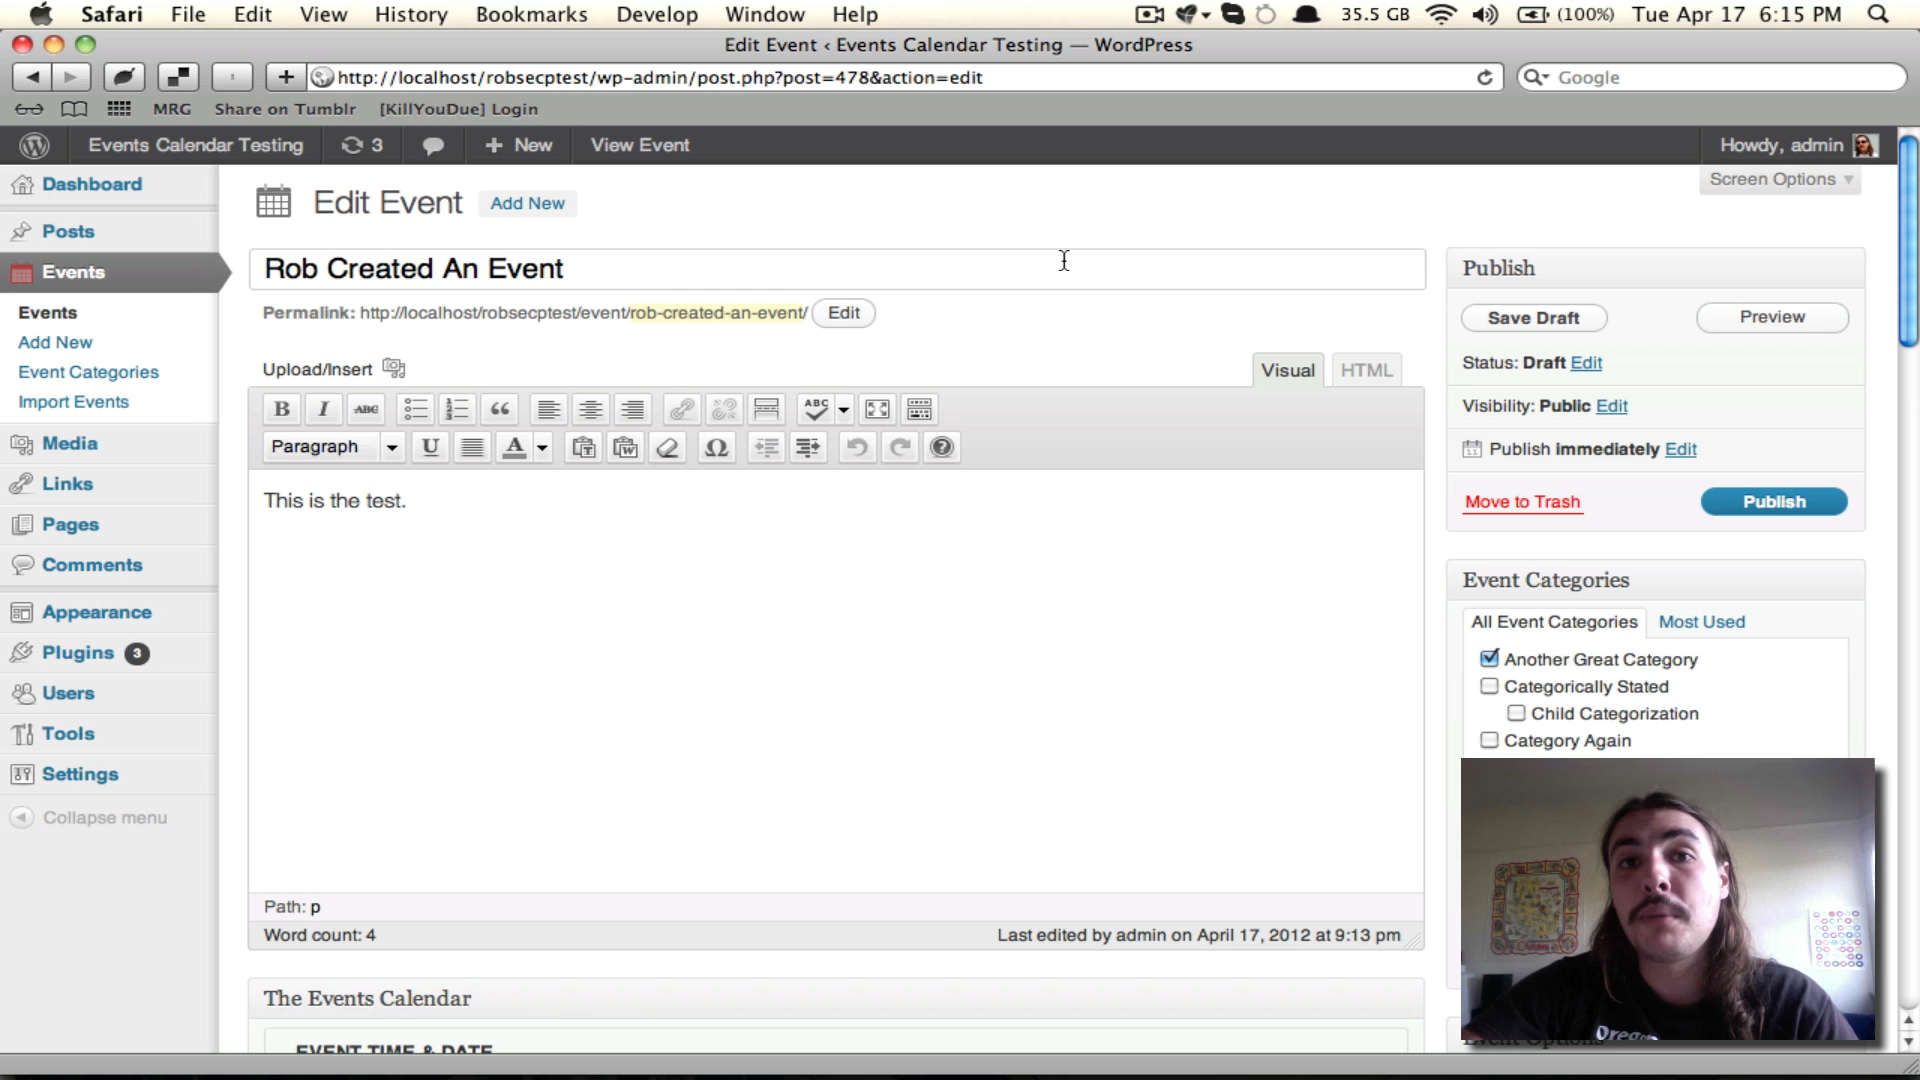 Safari File Edit View History Bookmarks Develop Window Help 35.5 GB (100%) Tue Apr 17 6:15 PM
Edit Event ‹ Events Calendar Testing — WordPress
http://localhost/robsecptest/wp-admin/post.php?post=478&action=edit Google
MRG Share on Tumblr [KillYouDue] Login
Events Calendar Testing 3 + New View Event Howdy, admin
Screen Options
Dashboard
Posts
Events
Events
Add New
Event Categories
Import Events
Media
Links
Pages
Comments
Appearance
Plugins 3
Users
Tools
Settings
Collapse menu
Edit Event Add New
Rob Created An Event
Permalink: http://localhost/robsecptest/event/rob-created-an-event/ Edit
Upload/Insert Visual HTML
B I ABC ABC
Paragraph U A Ω
This is the test.
Path: p
Word count: 4 Last edited by admin on April 17, 2012 at 9:13 pm
The Events Calendar
EVENT TIME & DATE
Publish
Save Draft Preview
Status: Draft Edit
Visibility: Public Edit
Publish immediately Edit
Move to Trash Publish
Event Categories
All Event Categories Most Used
Another Great Category
Categorically Stated
Child Categorization
Category Again
Event Options